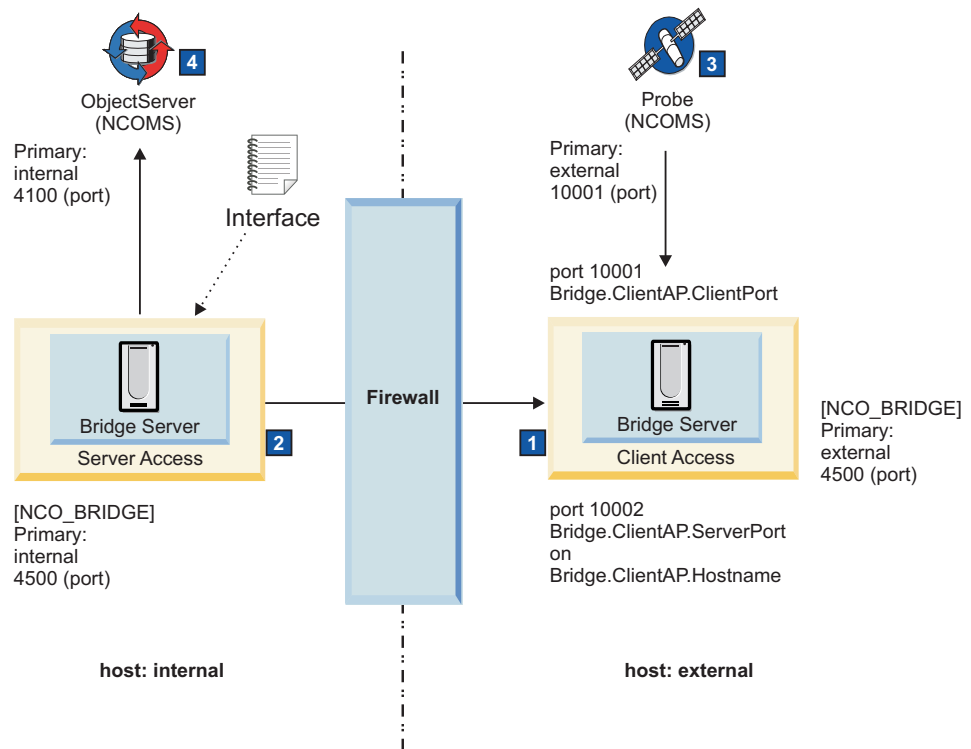 4
ObjectServer
(NCOMS)
Primary:
internal
4100 (port)
Interface
3
Probe
(NCOMS)
Primary:
external
10001 (port)
port 10001
Bridge.ClientAP.ClientPort
Bridge Server
Server Access
2
Firewall
1
Bridge Server
Client Access
[NCO_BRIDGE]
Primary:
external
4500 (port)
[NCO_BRIDGE]
Primary:
internal
4500 (port)
port 10002
Bridge.ClientAP.ServerPort
on
Bridge.ClientAP.Hostname
host: internal
host: external